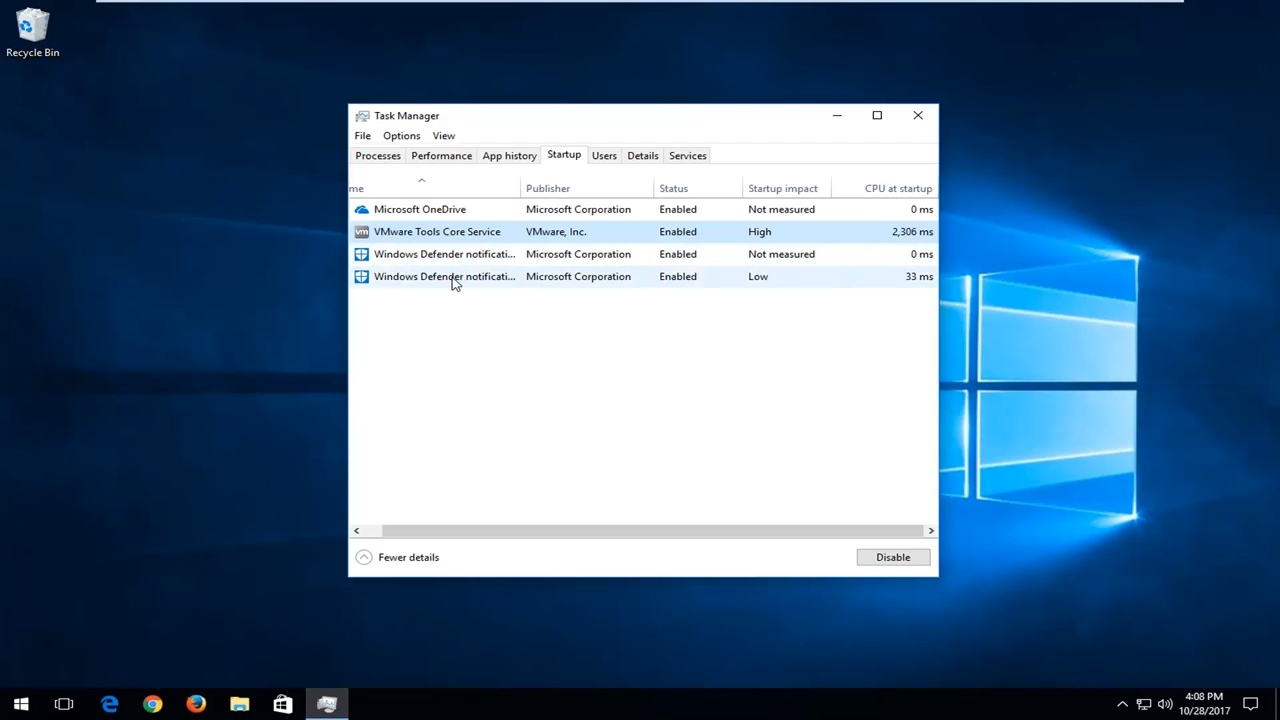 Recycle Bin
Task Manager
File Options View
Processes Performance App history Startup Users Details Services
me Publisher Status Startup impact CPU at startup
Microsoft OneDrive Microsoft Corporation Enabled Not measured 0 ms
vm VMware Tools Core Service VMware, Inc. Enabled High 2,306 ms
Windows Defender notificati... Microsoft Corporation Enabled Not measured 0 ms
Windows Defender notificati... Microsoft Corporation Enabled Low 33 ms
Fewer details Disable
4:08 PM
10/28/2017